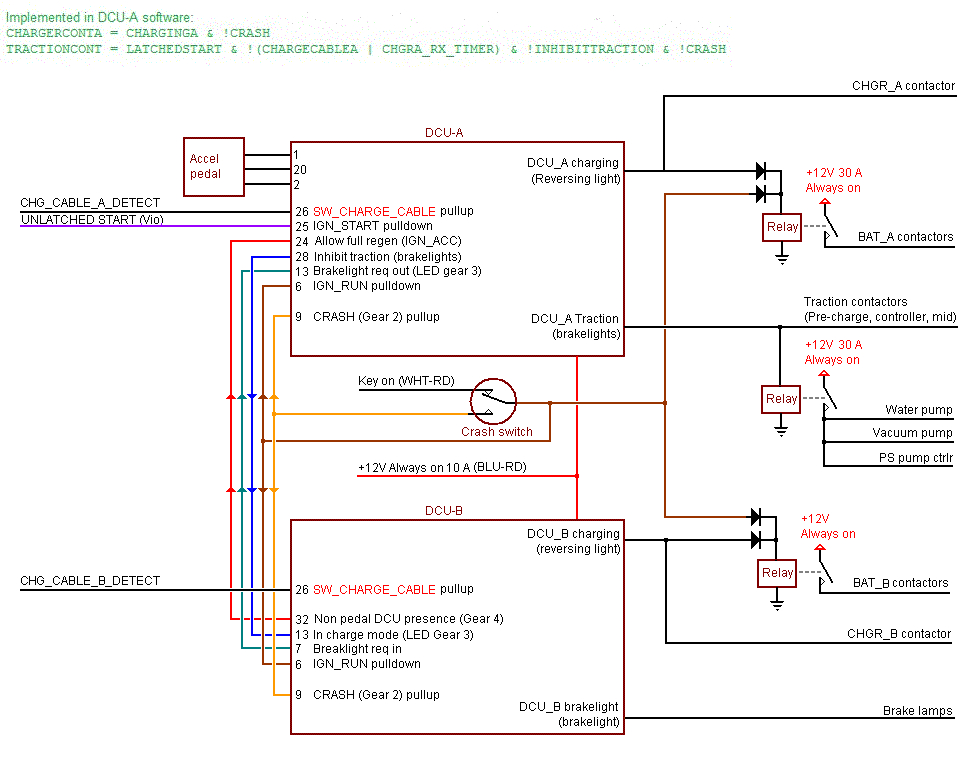 Implemented in DCU-A software:
CHARGERCONTA = CHARGINGA & !CRASH
TRACTIONCONT = LATCHEDSTART & !(CHARGECABLEA | CHGRA_RX_TIMER) & !INHIBITTRACTION & !CRASH
CHGR_A contactor
DCU-A
Accel
pedal
1
20
2
DCU_A charging
(Reversing light)
+12V 30 A
Always on
CHG_CABLE_A_DETECT
26 SW_CHARGE_CABLE pullup
UNLATCHED START (Vio)
25 IGN_START pulldown
24 Allow full regen (IGN_ACC)
28 Inhibit traction (brakelights)
13 Brakelight req out (LED gear 3)
6 IGN_RUN pulldown
9 CRASH (Gear 2) pullup
Relay
BAT_A contactors
DCU_A Traction
(brakelights)
Traction contactors
(Pre-charge, controller, mid)
+12V 30 A
Always on
Key on (WHT-RD)
Crash switch
Relay
Water pump
Vacuum pump
PS pump ctrlr
+12V Always on 10 A (BLU-RD)
DCU-B
DCU_B charging
(reversing light)
+12V
Always on
CHG_CABLE_B_DETECT
26 SW_CHARGE_CABLE pullup
Relay
BAT_B contactors
32 Non pedal DCU presence (Gear 4)
13 In charge mode (LED Gear 3)
7 Breaklight req in
6 IGN_RUN pulldown
9 CRASH (Gear 2) pullup
CHGR_B contactor
DCU_B brakelight
(brakelight)
Brake lamps